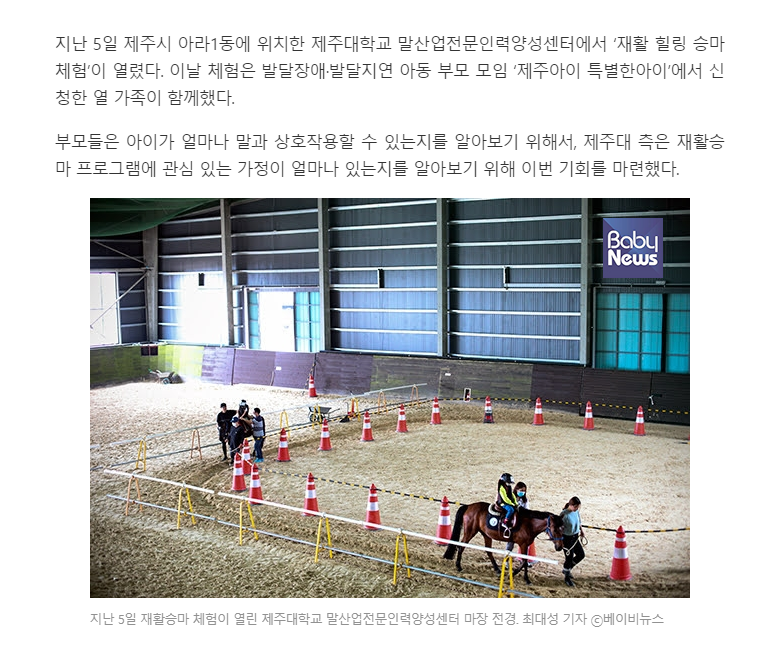 지난 5일 제주시 아라1동에 위치한 제주대학교 말산업전문인력양성센터에서 ‘재활 힐링 승마
체험’이 열렸다. 이날 체험은 발달장애·발달지연 아동 부모 모임 ‘제주아이 특별한아이’에서 신
청한 열 가족이 함께했다.
부모들은 아이가 얼마나 말과 상호작용할 수 있는지를 알아보기 위해서, 제주대 측은 재활승
마 프로그램에 관심 있는 가정이 얼마나 있는지를 알아보기 위해 이번 기회를 마련했다.
BaBy
News
지난 5일 재활승마 체험이 열린 제주대학교 말산업전문인력양성센터 마장 전경. 최대성 기자 ⓒ베이비뉴스